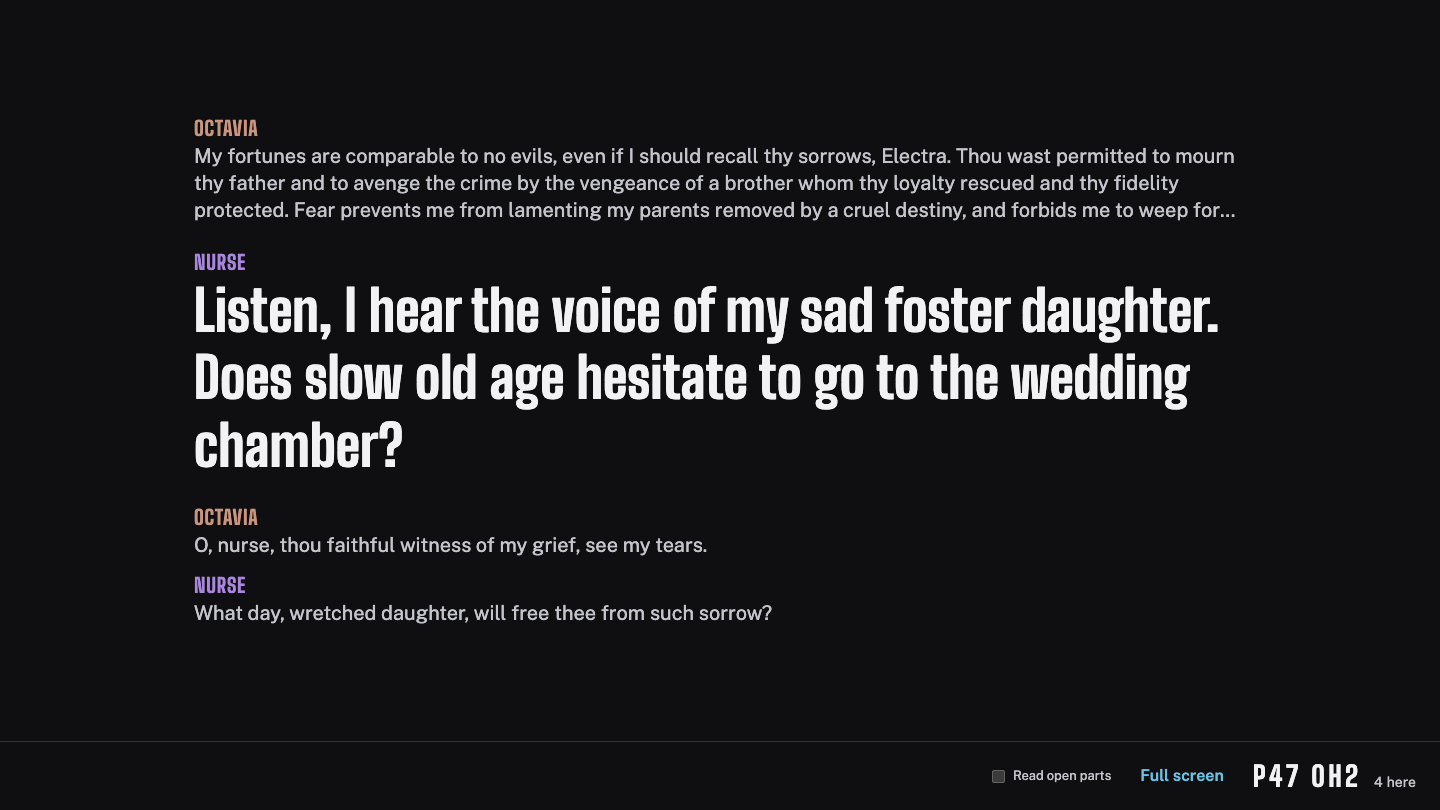 OCTAVIA
My fortunes are comparable to no evils, even if I should recall thy sorrows, Electra. Thou wast permitted to mourn
thy father and to avenge the crime by the vengeance of a brother whom thy loyalty rescued and thy fidelity
protected. Fear prevents me from lamenting my parents removed by a cruel destiny, and forbids me to weep for…
NURSE
Listen, I hear the voice of my sad foster daughter.
Does slow old age hesitate to go to the wedding
chamber?
OCTAVIA
O, nurse, thou faithful witness of my grief, see my tears.
NURSE
What day, wretched daughter, will free thee from such sorrow?
Read open parts Full screen P47 0H2 4 here